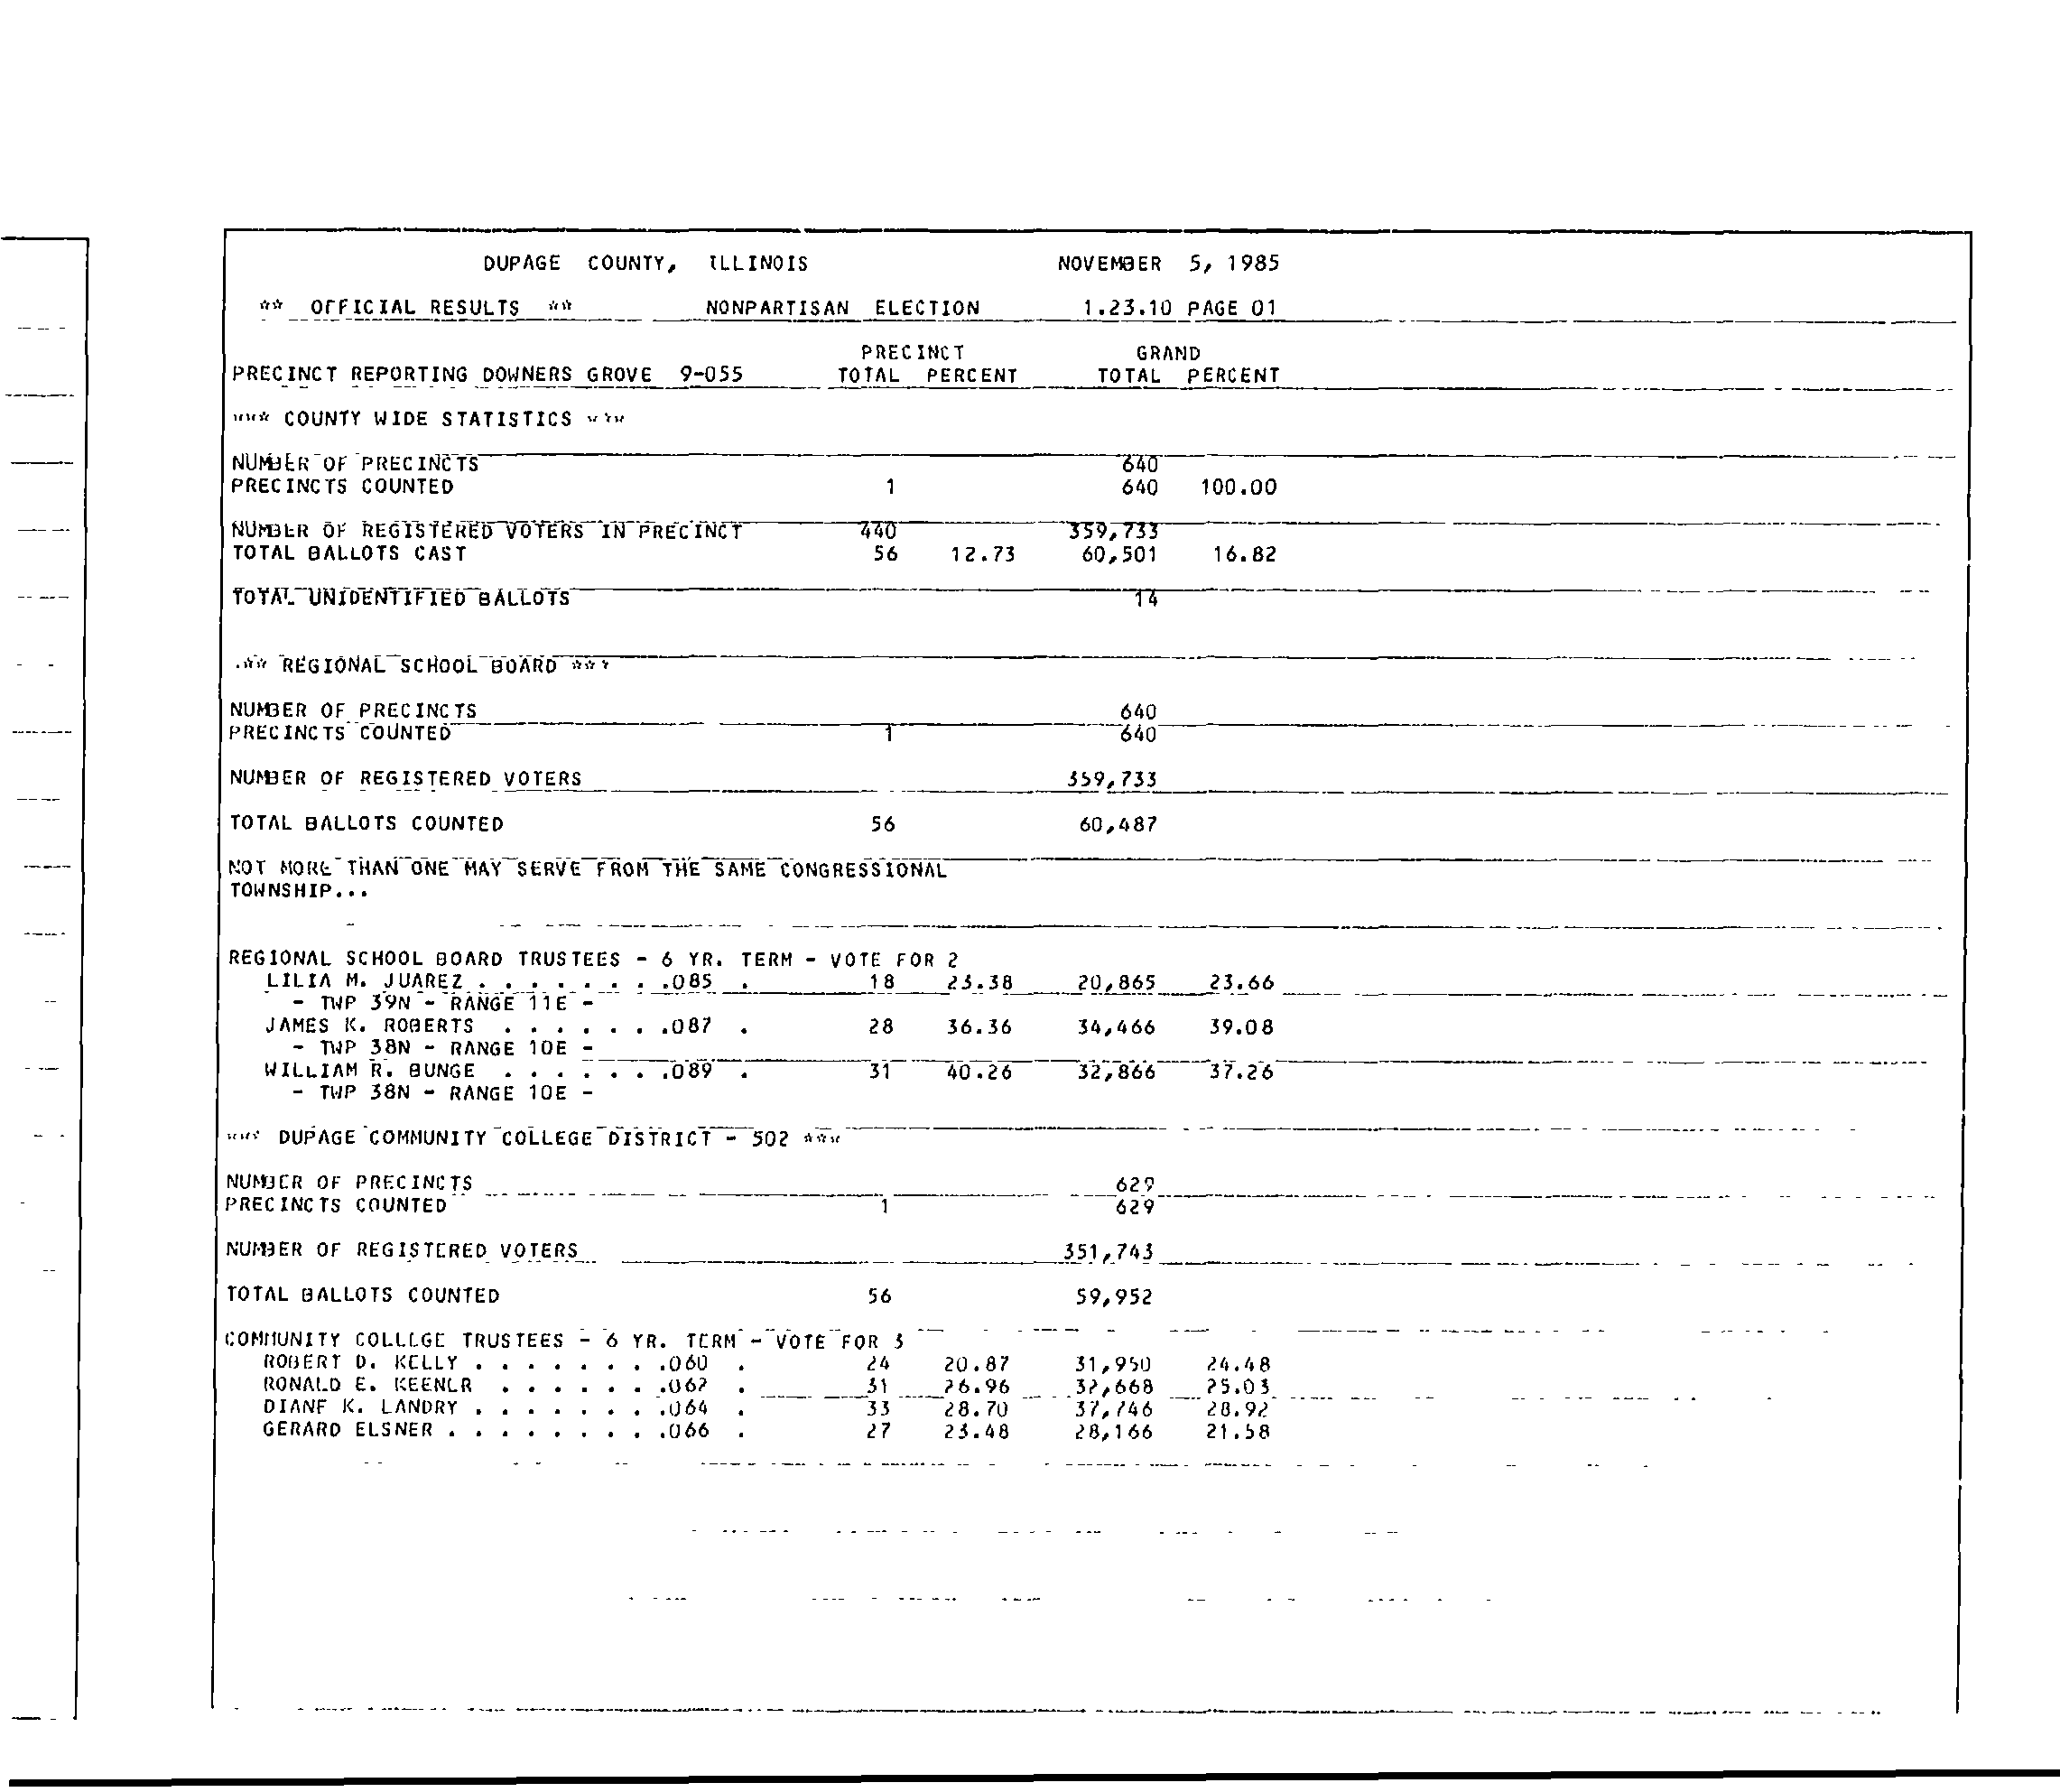 DUPAGE COUNTY, ILLINOIS NOVEMBER 5, 1985
** OFFICIAL RESULTS ** NONPARTISAN ELECTION 1.23.10 PAGE 01
PRECINCT GRAND
PRECINCT REPORTING DOWNERS GROVE 9-055 TOTAL PERCENT TOTAL PERCENT
*** COUNTY WIDE STATISTICS ***
NUMBER OF PRECINCTS 640
PRECINCTS COUNTED 1 640 100.00
NUMBER OF REGISTERED VOTERS IN PRECINCT 440 359,733
TOTAL BALLOTS CAST 56 12.73 60,501 16.82
TOTAL UNIDENTIFIED BALLOTS 14
*** REGIONAL SCHOOL BOARD ***
NUMBER OF PRECINCTS 640
PRECINCTS COUNTED 1 640
NUMBER OF REGISTERED VOTERS 359,733
TOTAL BALLOTS COUNTED 56 60,487
NOT MORE THAN ONE MAY SERVE FROM THE SAME CONGRESSIONAL
TOWNSHIP...
REGIONAL SCHOOL BOARD TRUSTEES - 6 YR. TERM - VOTE FOR 2
LILIA M. JUAREZ . . . . . . . .085 . 18 23.38 20,865 23.66
- TWP 39N - RANGE 11E -
JAMES K. ROBERTS . . . . . . .087 . 28 36.36 34,466 39.08
- TWP 38N - RANGE 10E -
WILLIAM R. BUNGE . . . . . . .089 . 31 40.26 32,866 37.26
- TWP 38N - RANGE 10E -
*** DUPAGE COMMUNITY COLLEGE DISTRICT - 502 ***
NUMBER OF PRECINCTS 629
PRECINCTS COUNTED 1 629
NUMBER OF REGISTERED VOTERS 351,743
TOTAL BALLOTS COUNTED 56 59,952
COMMUNITY COLLEGE TRUSTEES - 6 YR. TERM - VOTE FOR 3
ROBERT D. KELLY . . . . . . . .060 . 24 20.87 31,950 24.48
RONALD E. KEENER . . . . . . .062 . 31 26.96 32,668 25.03
DIANE K. LANDRY . . . . . . . .064 . 33 28.70 37,746 28.92
GERARD ELSNER . . . . . . . . .066 . 27 23.48 28,166 21.58